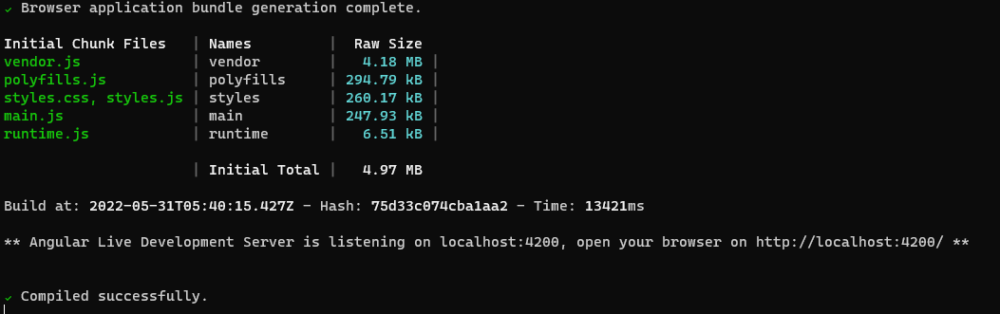 ✓ Browser application bundle generation complete.
Initial Chunk Files | Names | Raw Size
vendor.js | vendor | 4.18 MB |
polyfills.js | polyfills | 294.79 kB |
styles.css, styles.js | styles | 260.17 kB |
main.js | main | 247.93 kB |
runtime.js | runtime | 6.51 kB |
| Initial Total | 4.97 MB
Build at: 2022-05-31T05:40:15.427Z - Hash: 75d33c074cba1aa2 - Time: 13421ms
** Angular Live Development Server is listening on localhost:4200, open your browser on http://localhost:4200/ **
✓ Compiled successfully.